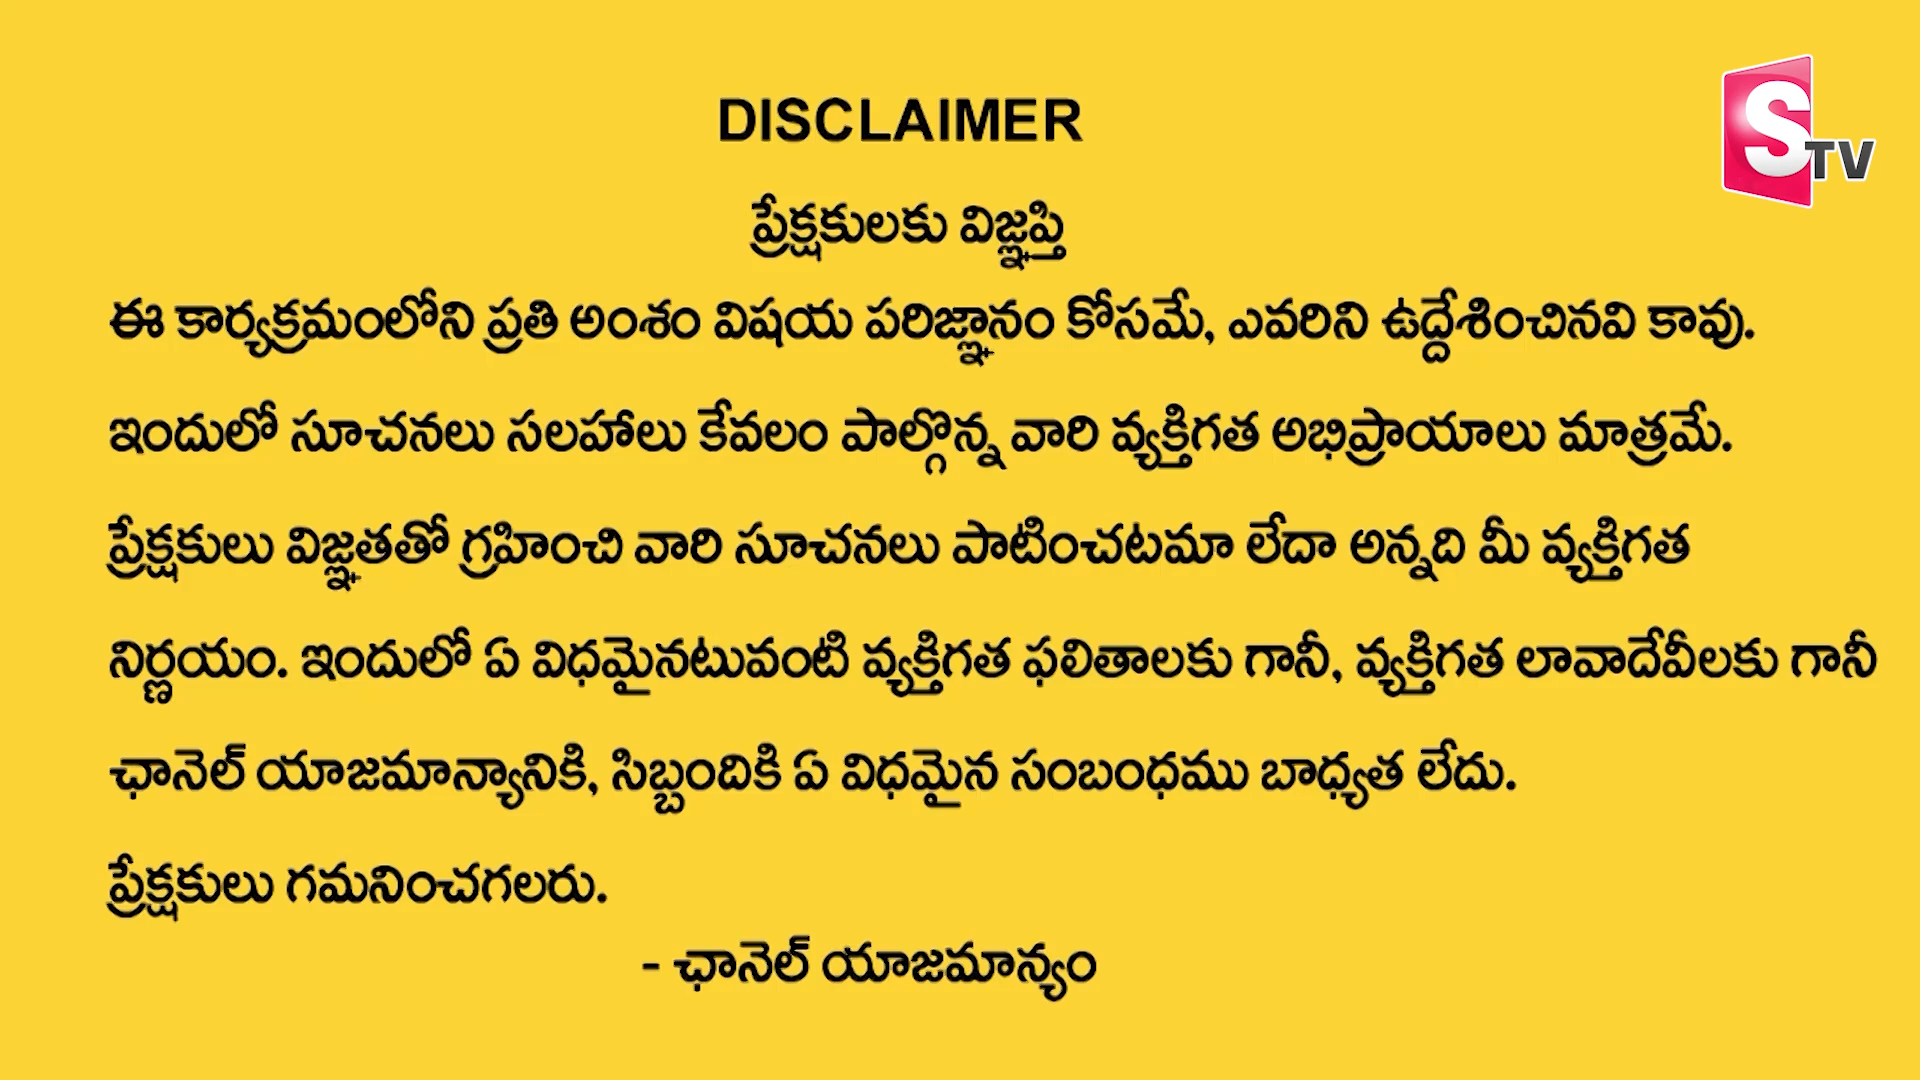 DISCLAIMER
STV
ప్రేక్షకులకు విజ్ఞప్తి
ఈ కార్యక్రమంలోని ప్రతి అంశం విషయ పరిజ్ఞానం కోసమే, ఎవరిని ఉద్దేశించినవి కావు.
ఇందులో సూచనలు సలహాలు కేవలం పాల్గొన్న వారి వ్యక్తిగత అభిప్రాయాలు మాత్రమే.
ప్రేక్షకులు విజ్ఞతతో గ్రహించి వారి సూచనలు పాటించటమా లేదా అన్నది మీ వ్యక్తిగత
నిర్ణయం. ఇందులో ఏ విధమైనటువంటి వ్యక్తిగత ఫలితాలకు గానీ, వ్యక్తిగత లావాదేవీలకు గానీ
ఛానెల్ యాజమాన్యానికి, సిబ్బందికి ఏ విధమైన సంబంధము బాధ్యత లేదు.
ప్రేక్షకులు గమనించగలరు.
- ఛానెల్ యాజమాన్యం